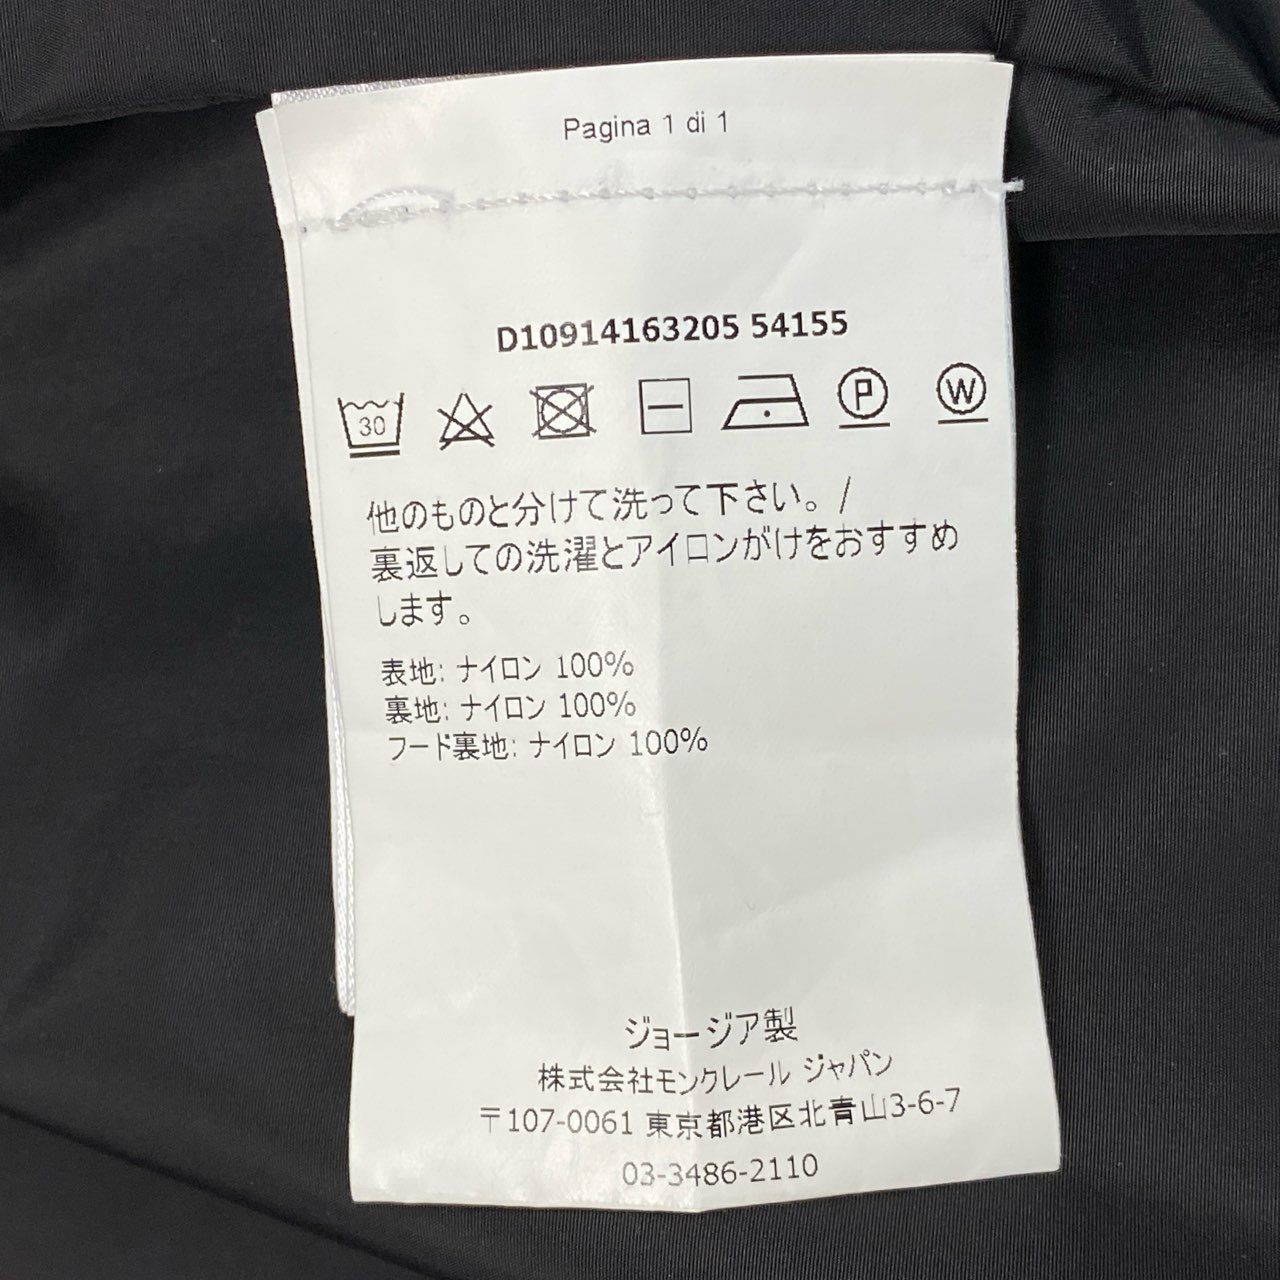 Pagina 1 di 1
D10914163205 54155
30
P
W
他のものと分けて洗って下さい。/
裏返しての洗濯とアイロンがけをおすすめ
します。
表地: ナイロン 100%
裏地: ナイロン 100%
フード裏地: ナイロン 100%
ジョージア製
株式会社モンクレール ジャパン
〒107-0061 東京都港区北青山3-6-7
03-3486-2110